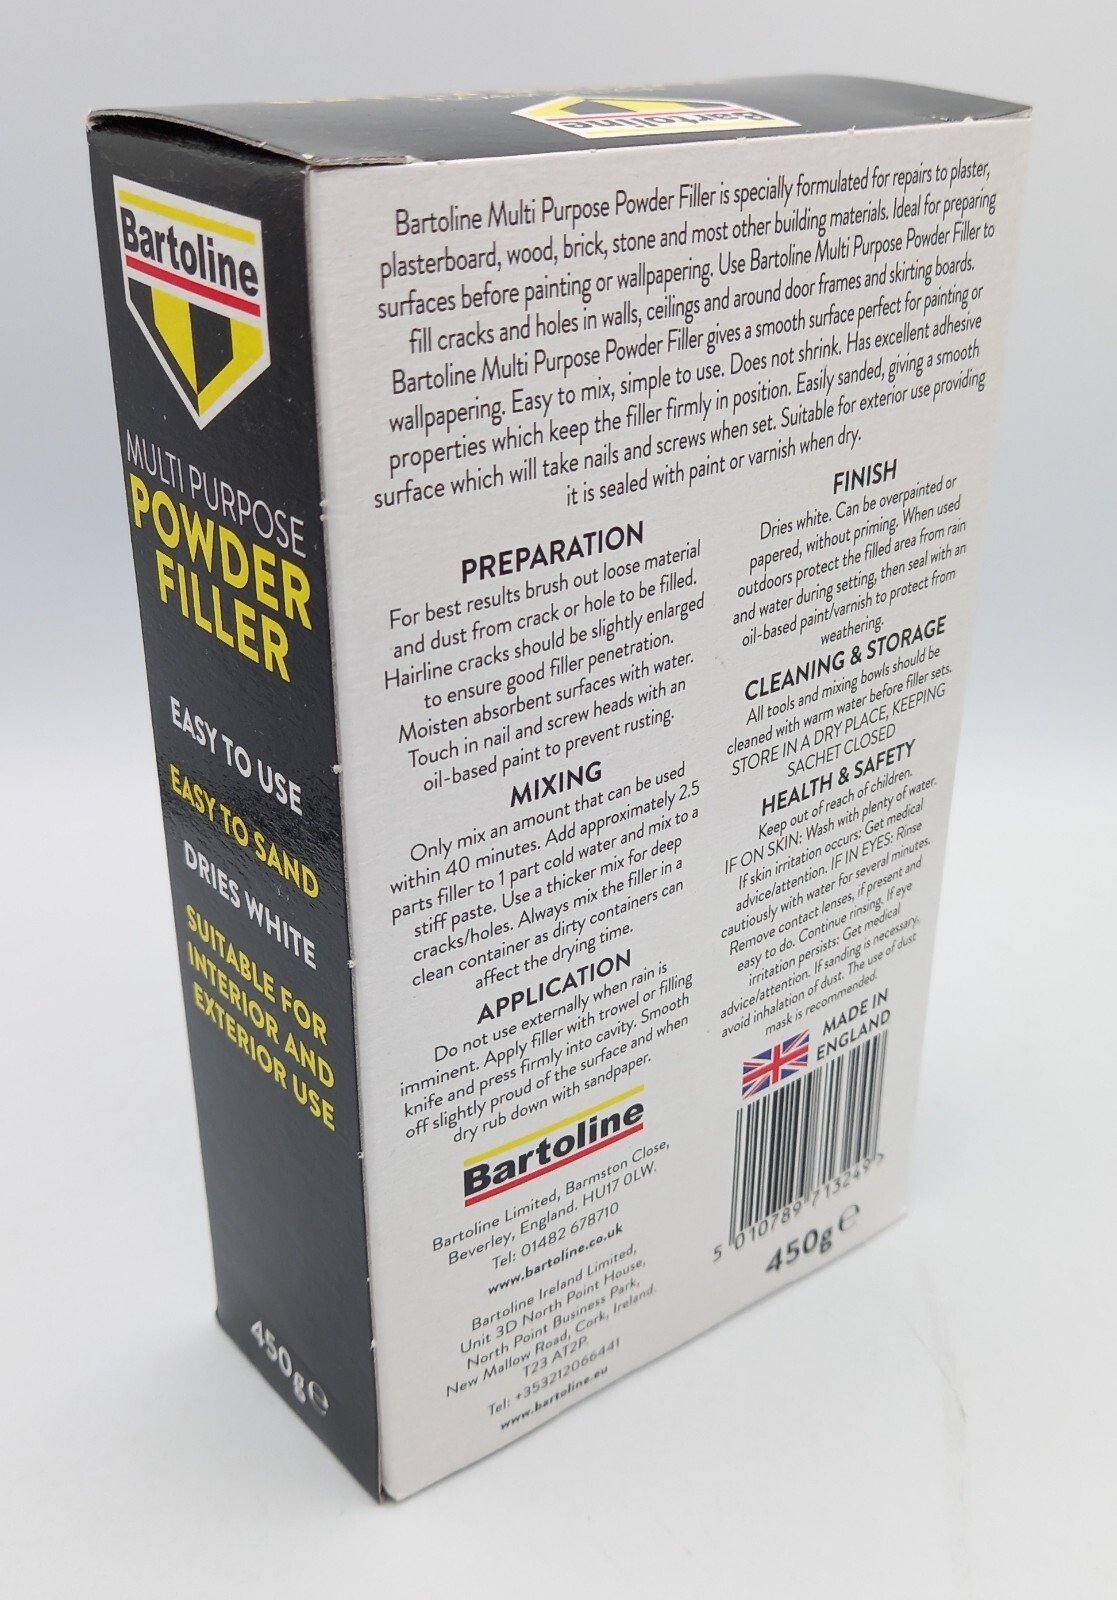 Bartoline
Bartoline
MULTI PURPOSE
POWDER
FILLER
EASY TO USE
EASY TO SAND
DRIES WHITE
SUITABLE FOR
INTERIOR AND
EXTERIOR USE
450g e
Bartoline Multi Purpose Powder Filler is specially formulated for repairs to plaster,
plasterboard, wood, brick, stone and most other building materials. Ideal for preparing
surfaces before painting or wallpapering. Use Bartoline Multi Purpose Powder Filler to
fill cracks and holes in walls, ceilings and around door frames and skirting boards.
Bartoline Multi Purpose Powder Filler gives a smooth surface perfect for painting or
wallpapering. Easy to mix, simple to use. Does not shrink. Has excellent adhesive
properties which keep the filler firmly in position. Easily sanded, giving a smooth
surface which will take nails and screws when set. Suitable for exterior use providing
it is sealed with paint or varnish when dry.
PREPARATION
For best results brush out loose material
and dust from crack or hole to be filled.
Hairline cracks should be slightly enlarged
to ensure good filler penetration.
Moisten absorbent surfaces with water.
Touch in nail and screw heads with an
oil-based paint to prevent rusting.
MIXING
Only mix an amount that can be used
within 40 minutes. Add approximately 2.5
parts filler to 1 part cold water and mix to a
stiff paste. Use a thicker mix for deep
cracks/holes. Always mix the filler in a
clean container as dirty containers can
affect the drying time.
APPLICATION
Do not use externally when rain is
imminent. Apply filler with trowel or filling
knife and press firmly into cavity. Smooth
off slightly proud of the surface and when
dry rub down with sandpaper.
Bartoline
Bartoline Limited, Barmston Close,
Beverley, England. HU17 0LW.
Tel: 01482 678710
www.bartoline.co.uk
Bartoline Ireland Limited,
Unit 3D North Point House,
North Point Business Park,
New Mallow Road, Cork, Ireland.
T23 AT2P.
Tel: +353212066441
www.bartoline.eu
FINISH
Dries white. Can be overpainted or
papered, without priming. When used
outdoors protect the filled area from rain
and water during setting, then seal with an
oil-based paint/varnish to protect from
weathering.
CLEANING & STORAGE
All tools and mixing bowls should be
cleaned with warm water before filler sets.
STORE IN A DRY PLACE, KEEPING
SACHET CLOSED
HEALTH & SAFETY
Keep out of reach of children.
IF ON SKIN: Wash with plenty of water.
If skin irritation occurs: Get medical
advice/attention. IF IN EYES: Rinse
cautiously with water for several minutes.
Remove contact lenses, if present and
easy to do. Continue rinsing. If eye
irritation persists: Get medical
advice/attention. If sanding is necessary,
avoid inhalation of dust. The use of dust
mask is recommended.
MADE IN
ENGLAND
5 010789 713249 >
450g e